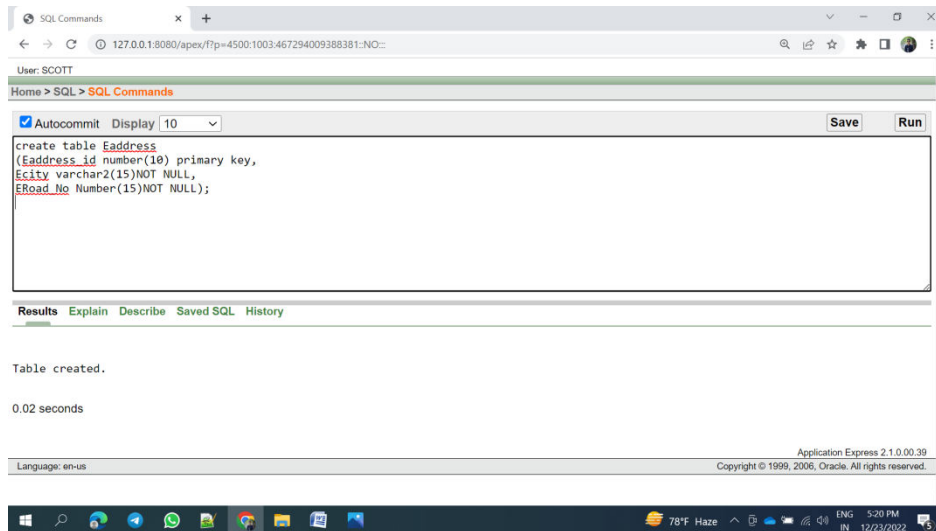 SQL Commands
127.0.0.1:8080/apex/f?p=4500:1003:467294009388381::NO:::
User: SCOTT
Home > SQL > SQL Commands
Autocommit Display 10 Save Run
create table Eaddress
(Eaddress_id number(10) primary key,
Ecity varchar2(15)NOT NULL,
ERoad_No Number(15)NOT NULL);
Results Explain Describe Saved SQL History
Table created.
0.02 seconds
Application Express 2.1.0.00.39
Language: en-us Copyright © 1999, 2006, Oracle. All rights reserved.
78°F Haze ENG 5:20 PM
IN 12/23/2022